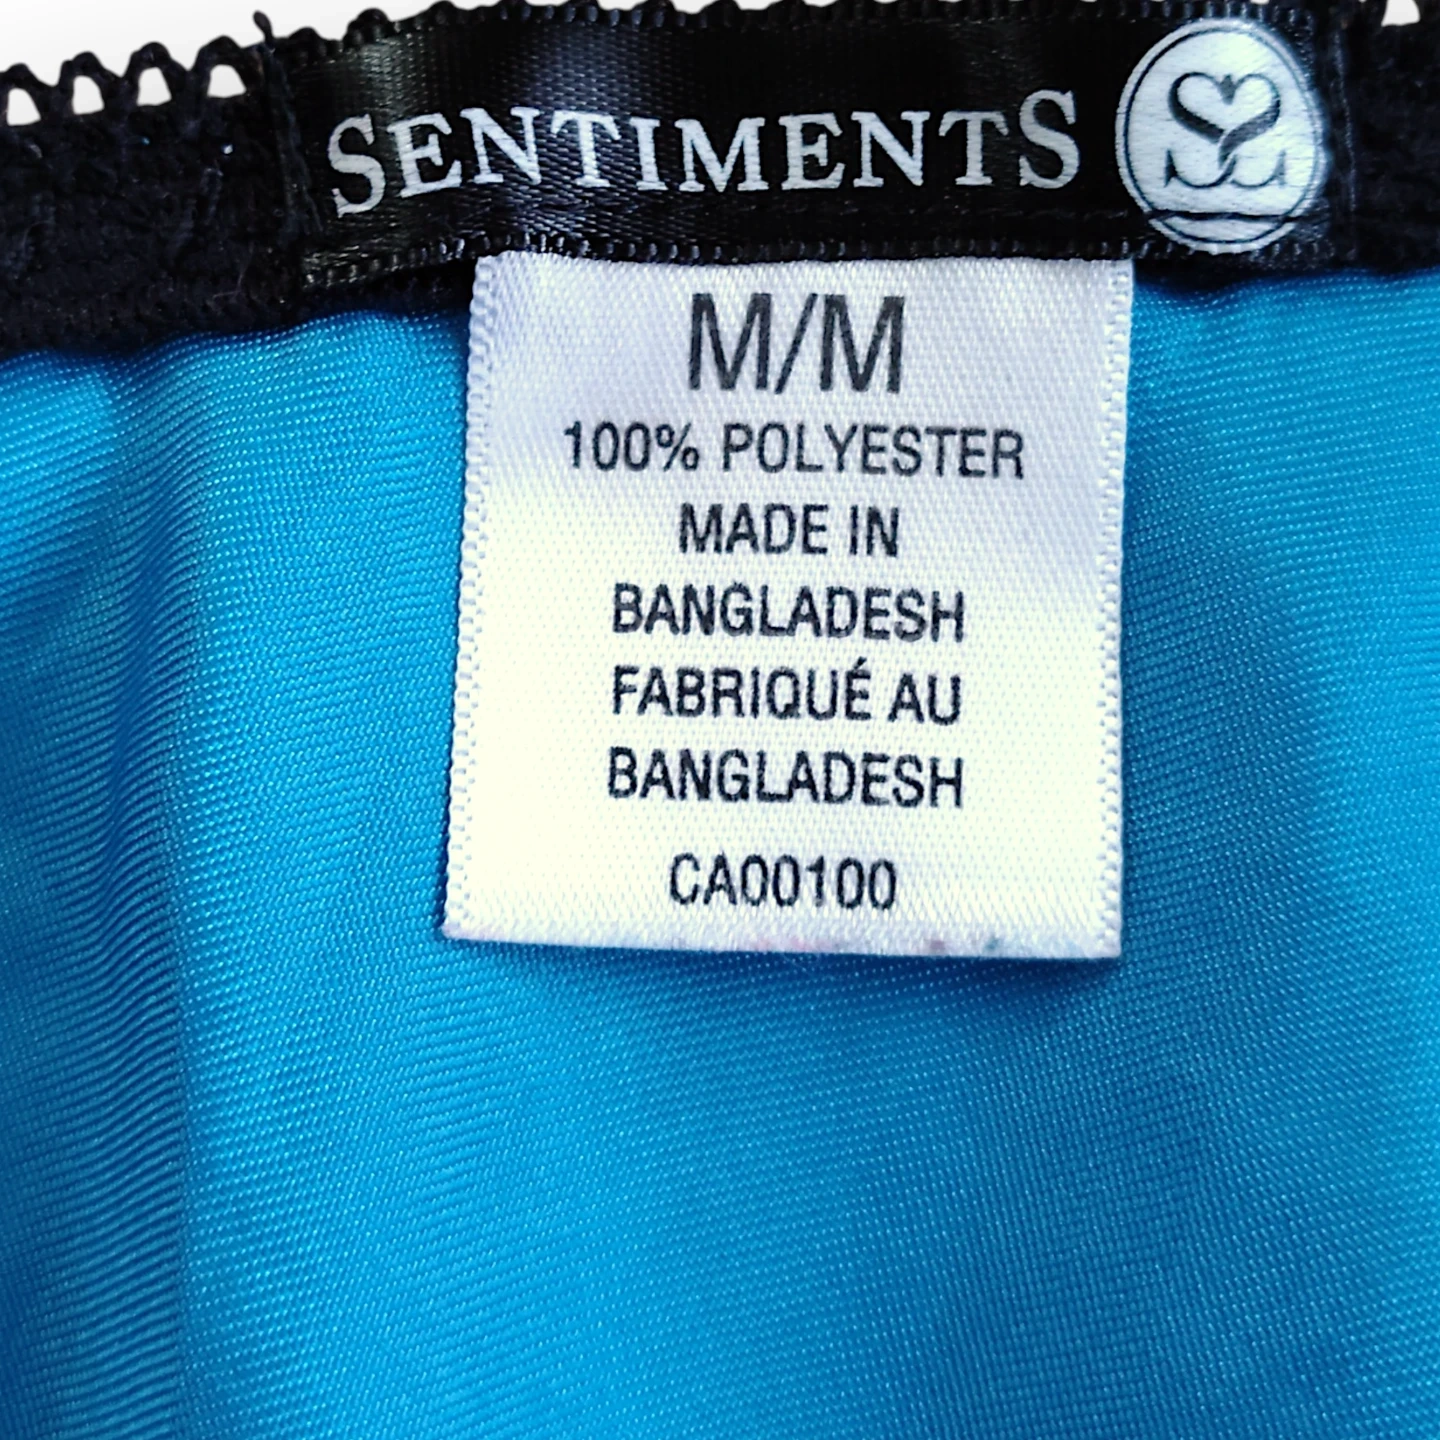 SENTIMENTS
M/M
100% POLYESTER
MADE IN
BANGLADESH
FABRIQUÉ AU
BANGLADESH
CA00100